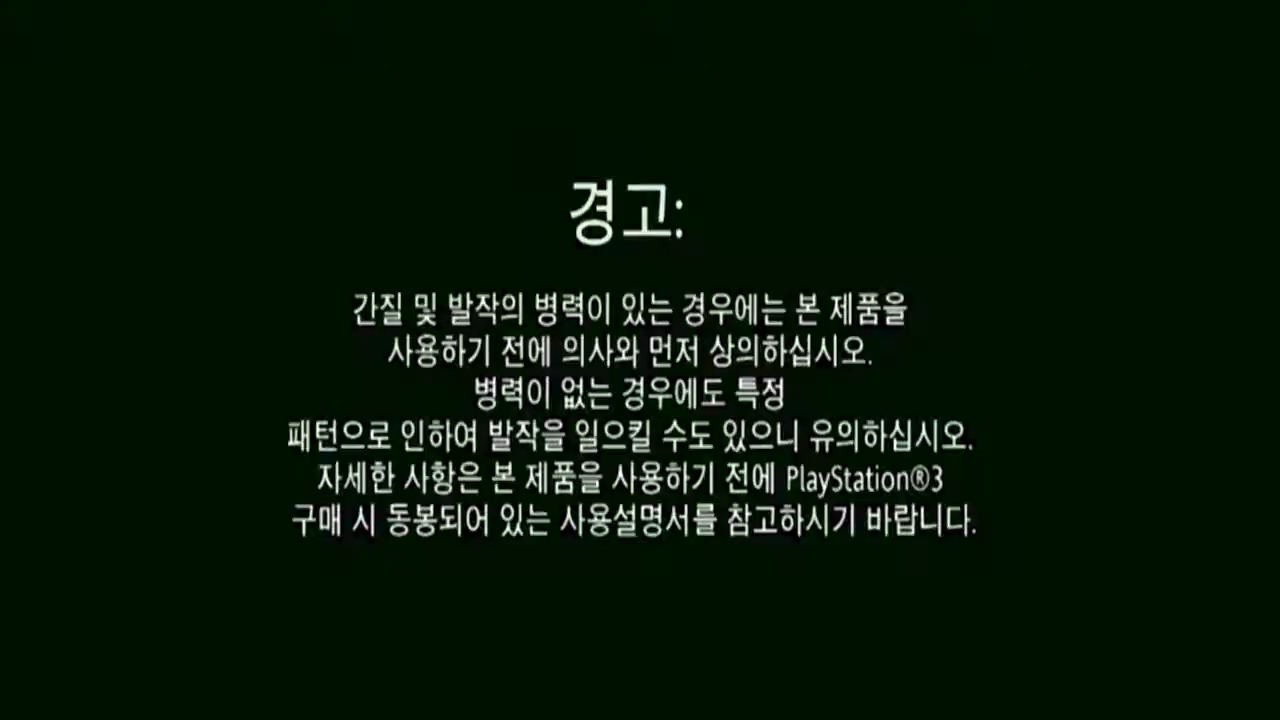 경고:
간질 및 발작의 병력이 있는 경우에는 본 제품을
사용하기 전에 의사와 먼저 상의하십시오.
병력이 없는 경우에도 특정
패턴으로 인하여 발작을 일으킬 수도 있으니 유의하십시오.
자세한 사항은 본 제품을 사용하기 전에 PlayStation®3
구매 시 동봉되어 있는 사용설명서를 참고하시기 바랍니다.